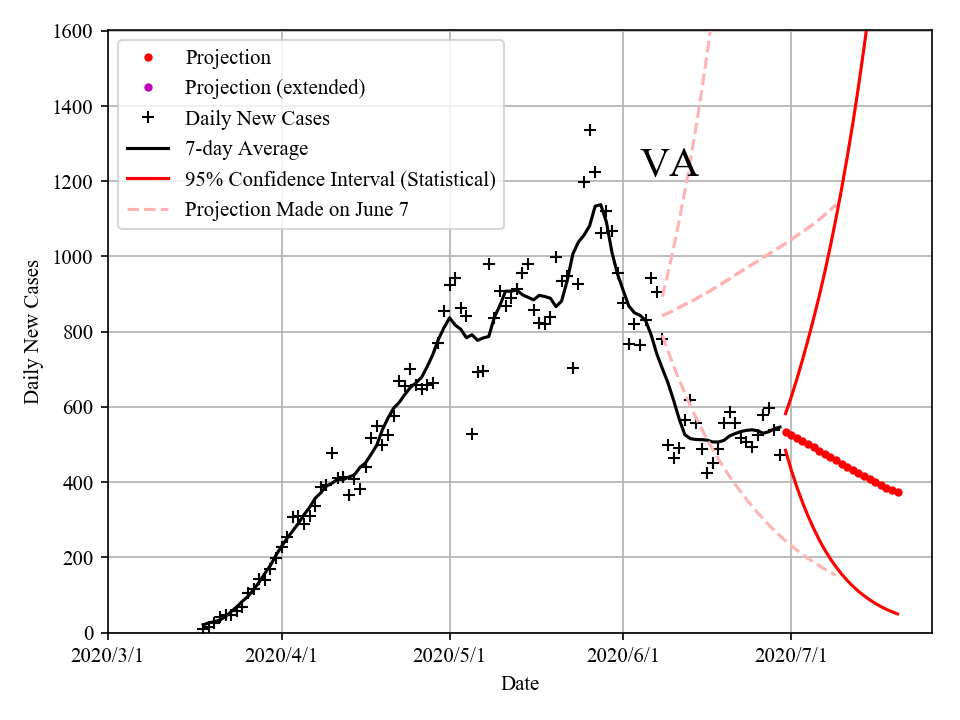 1600
1400
1200
1000
800
600
400
200
0
Daily New Cases
Projection
Projection (extended)
Daily New Cases
7-day Average
95% Confidence Interval (Statistical)
Projection Made on June 7
VA
2020/3/1
2020/4/1
2020/5/1
2020/6/1
2020/7/1
Date